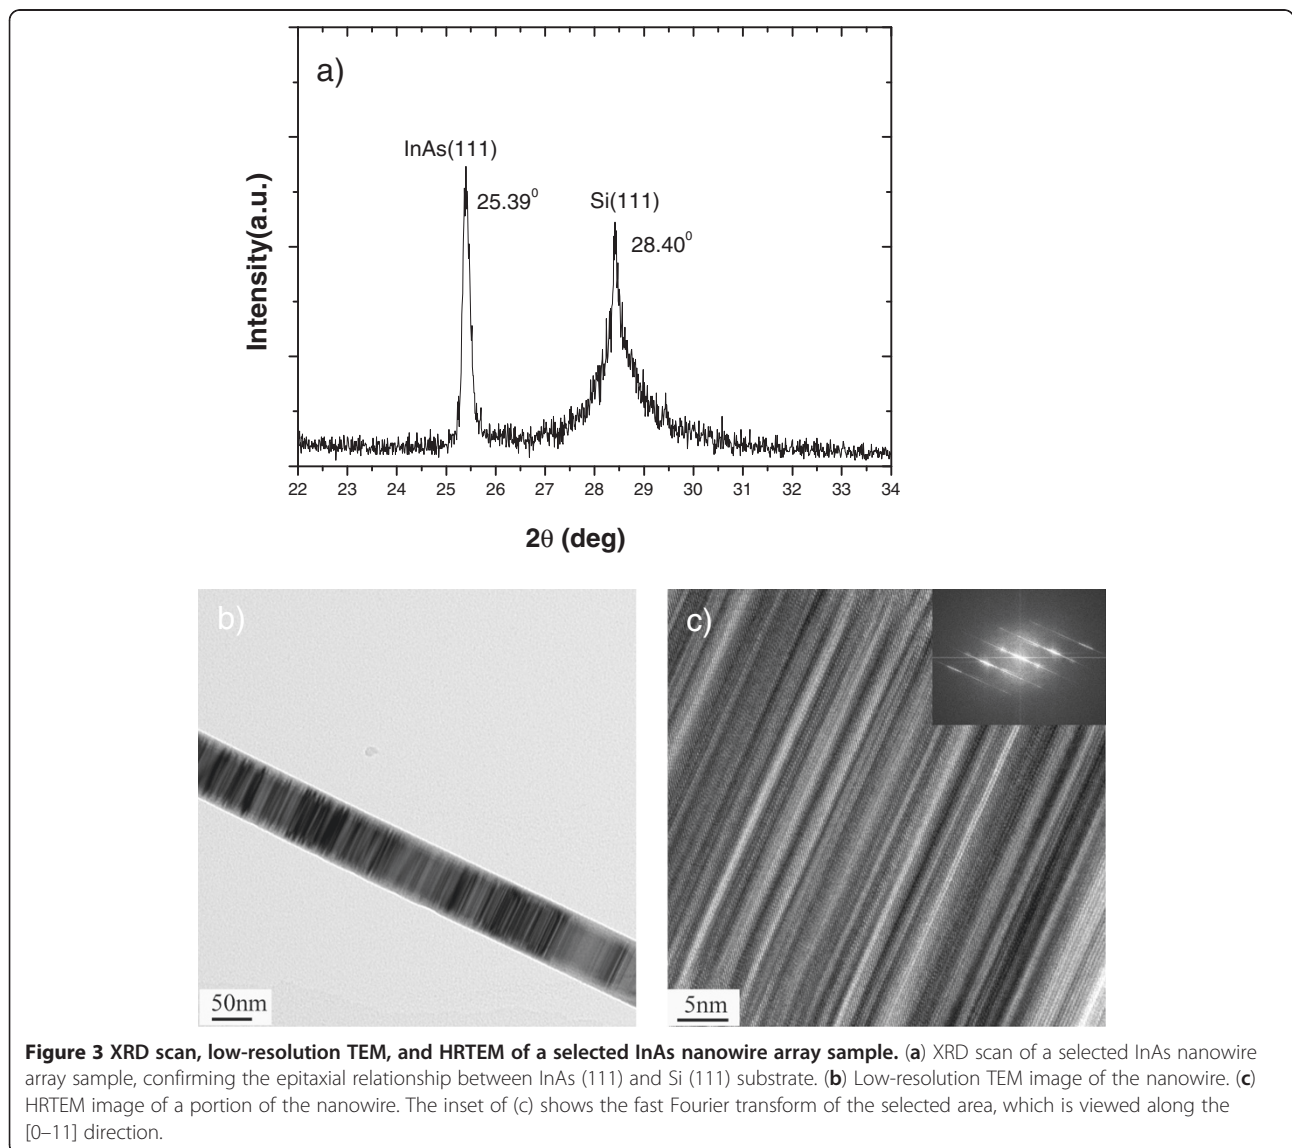 a)
InAs(111)
25.39⁰
Si(111)
28.40⁰
Intensity(a.u.)
22 23 24 25 26 27 28 29 30 31 32 33 34
2θ (deg)
b)
c)
50nm
5nm
Figure 3 XRD scan, low-resolution TEM, and HRTEM of a selected InAs nanowire array sample. (a) XRD scan of a selected InAs nanowire
array sample, confirming the epitaxial relationship between InAs (111) and Si (111) substrate. (b) Low-resolution TEM image of the nanowire. (c)
HRTEM image of a portion of the nanowire. The inset of (c) shows the fast Fourier transform of the selected area, which is viewed along the
[0–11] direction.